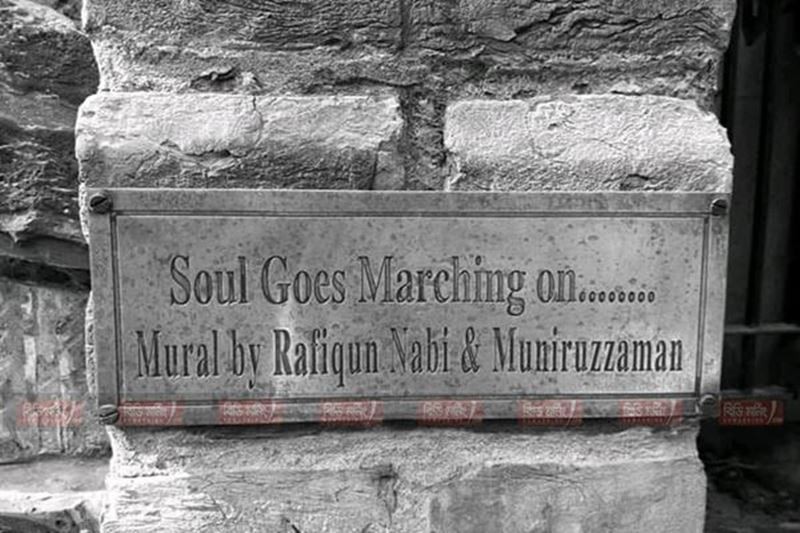 Soul Goes Marching on.........
Mural by Rafiqun Nabi & Muniruzzaman